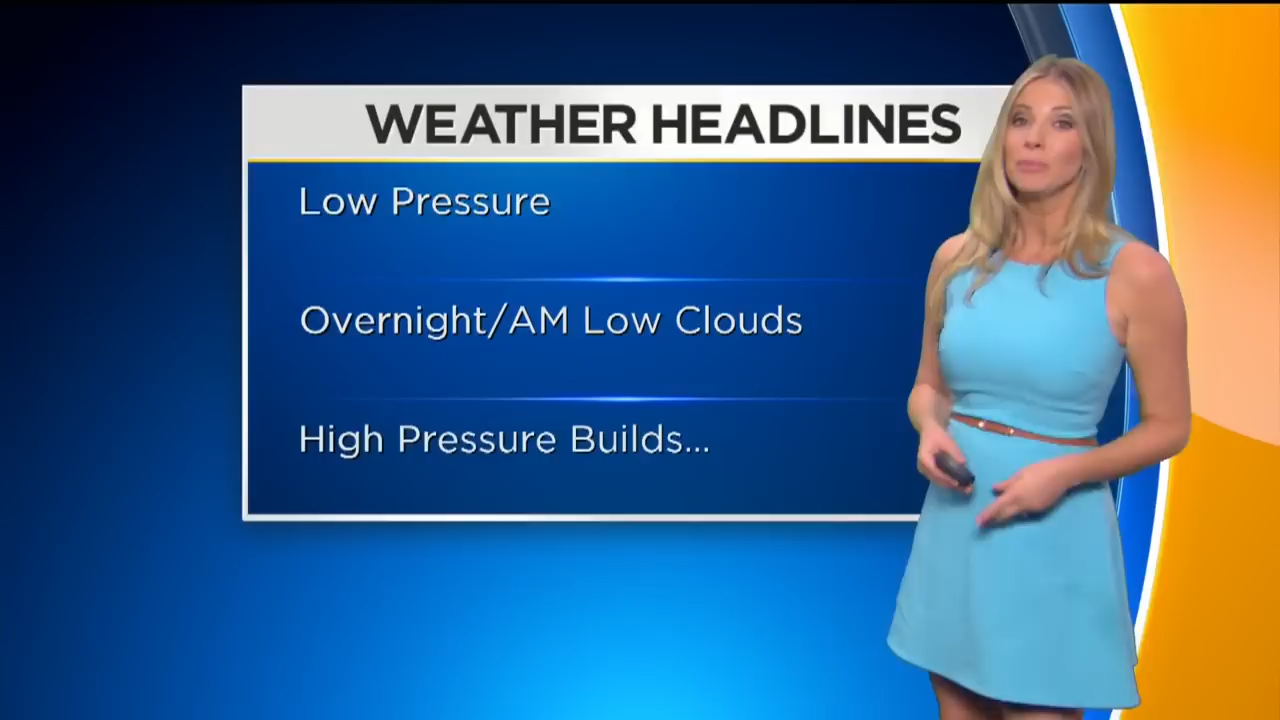 WEATHER HEADLINES
Low Pressure
Overnight/AM Low Clouds
High Pressure Builds...